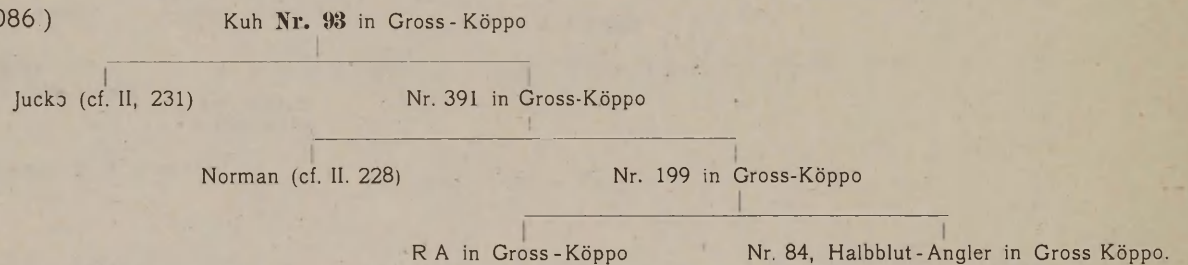 086.) Kuh Nr. 93 in Gross-Köppo
Jucko (cf. II, 231) Nr. 391 in Gross-Köppo
Norman (cf. II. 228) Nr. 199 in Gross-Köppo
R A in Gross-Köppo Nr. 84, Halbblut-Angler in Gross Köppo.